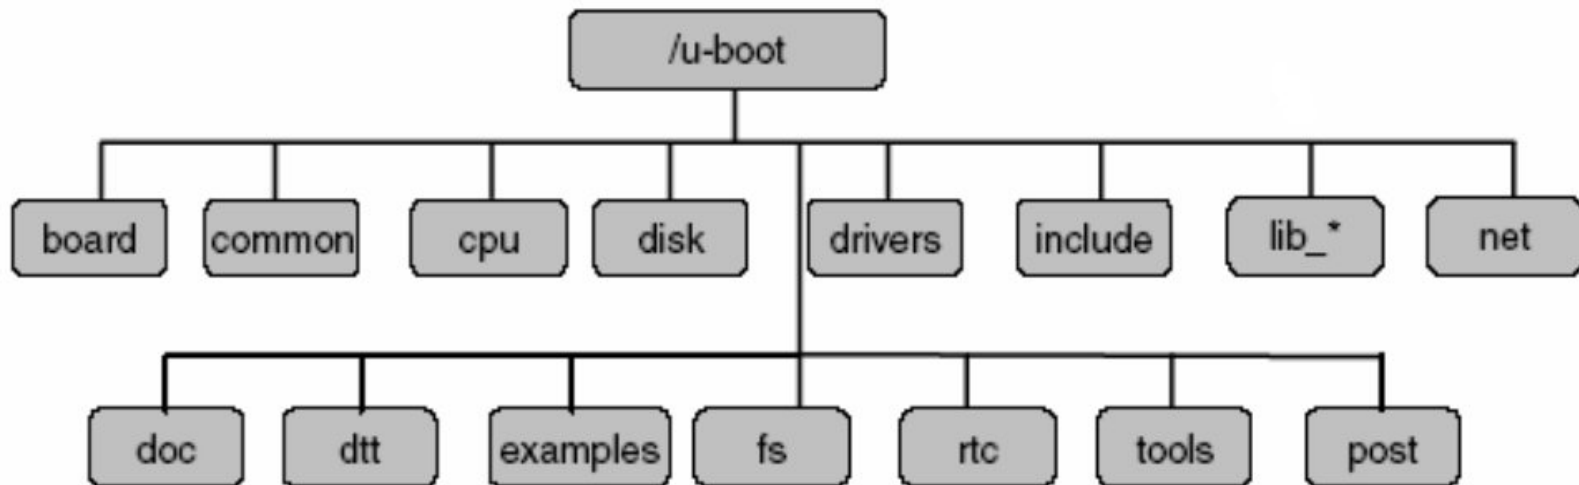 /u-boot
board
common
cpu
disk
drivers
include
lib_*
net
doc
dtt
examples
fs
rtc
tools
post